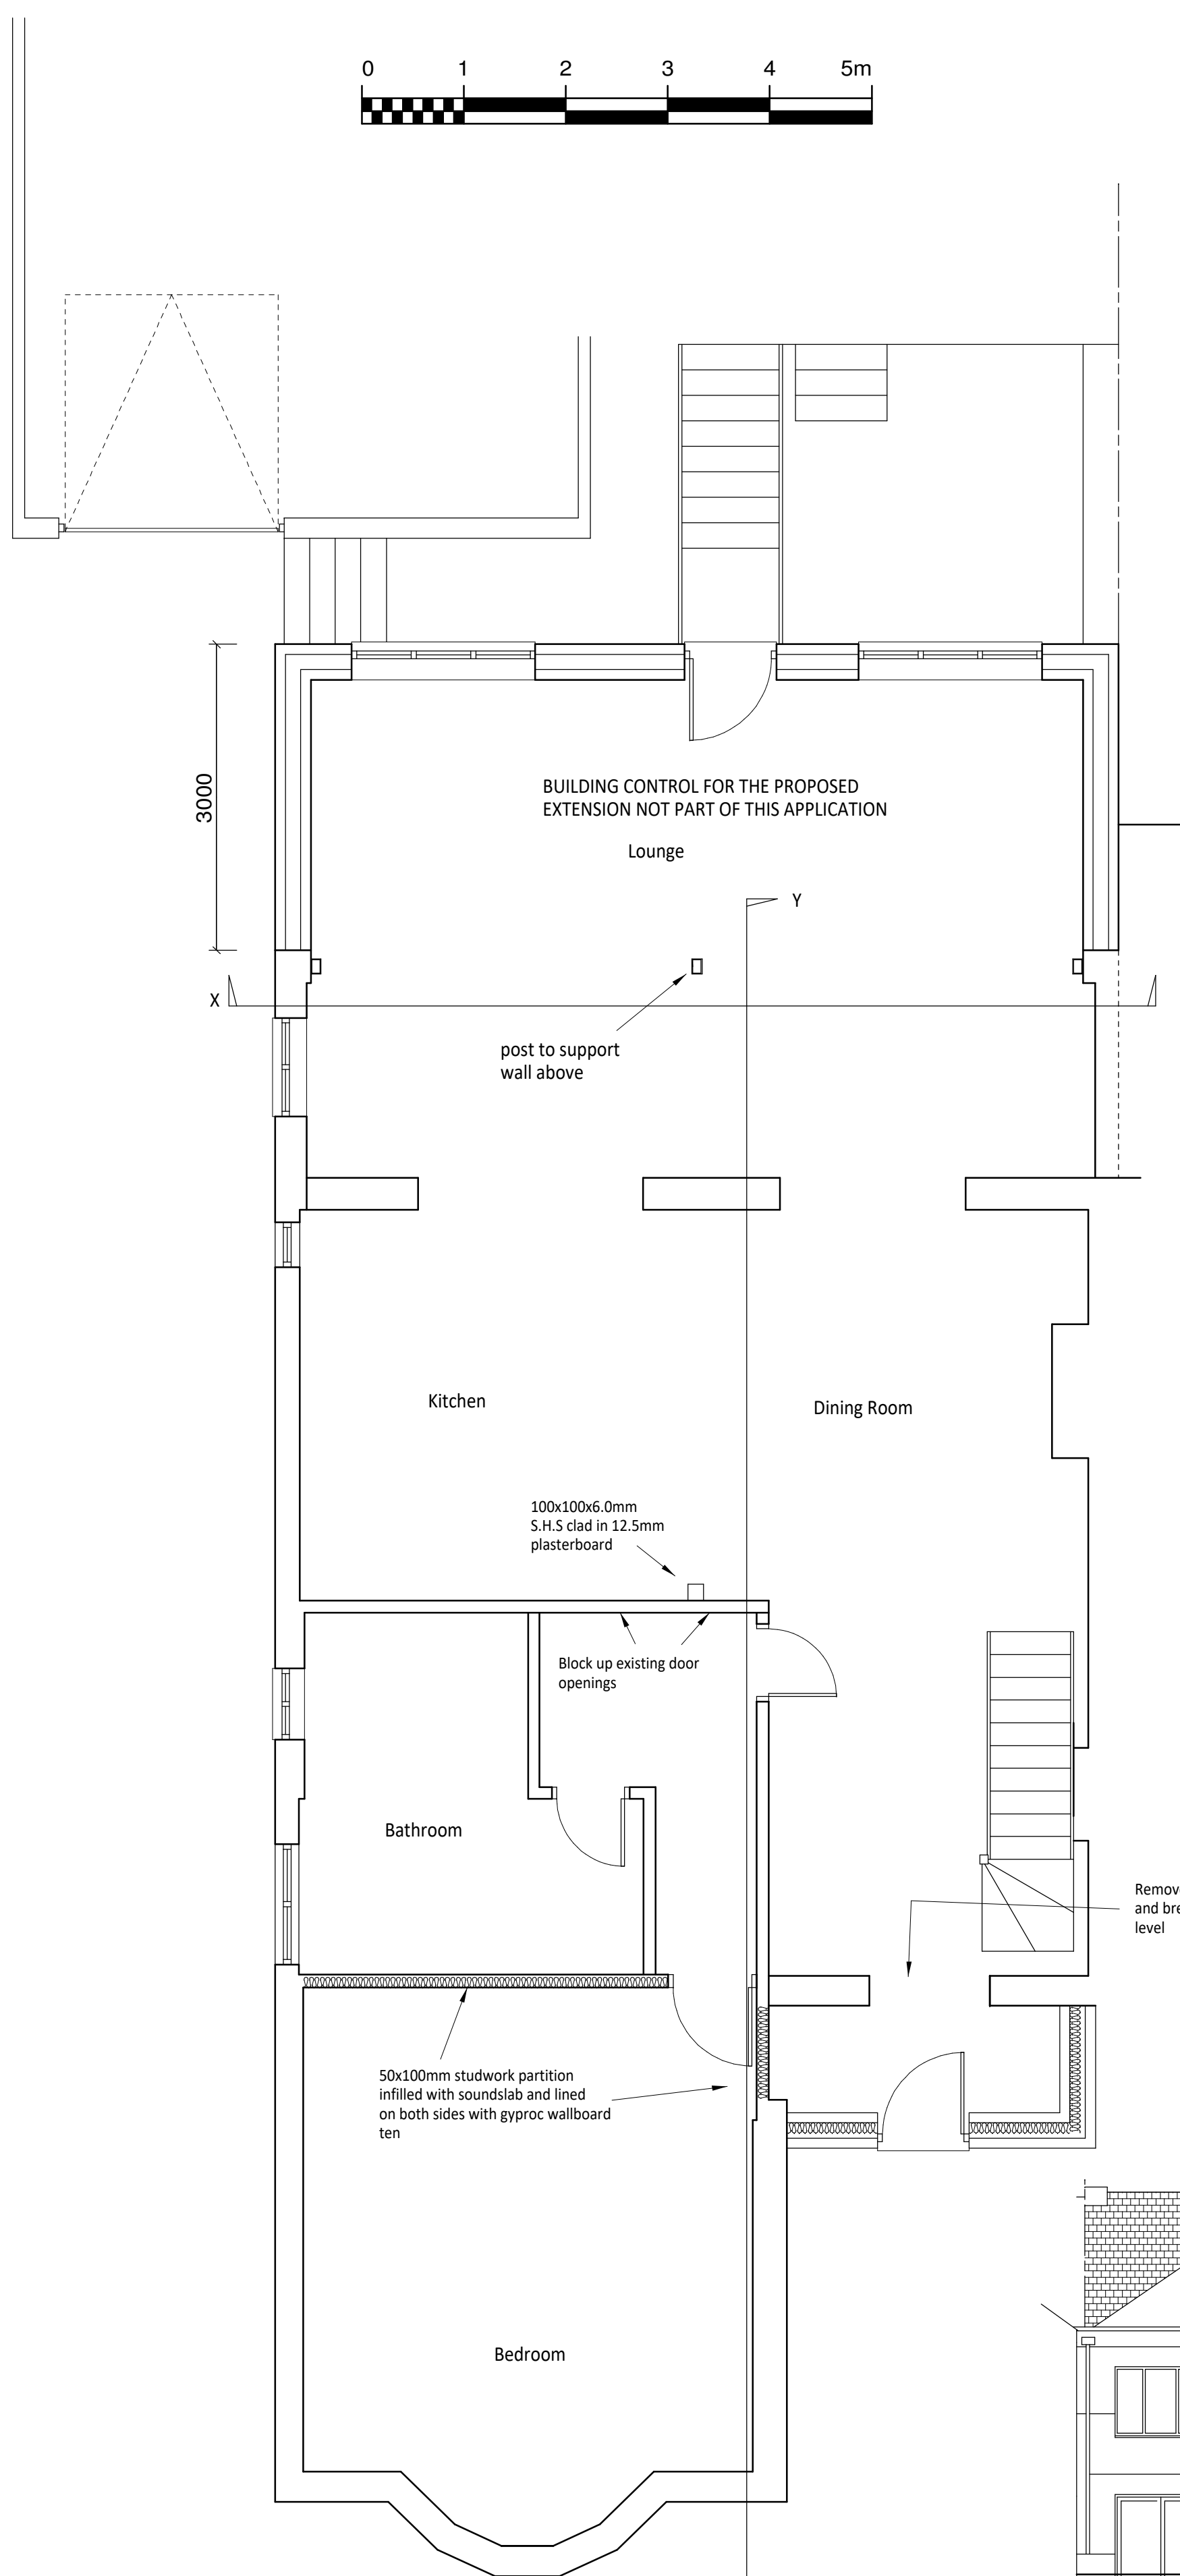 0 1 2 3 4 5m
3000
BUILDING CONTROL FOR THE PROPOSED
EXTENSION NOT PART OF THIS APPLICATION
Lounge
Y
X
post to support
wall above
Kitchen
Dining Room
100x100x6.0mm
S.H.S clad in 12.5mm
plasterboard
Block up existing door
openings
Bathroom
Remov
and bre
level
50x100mm studwork partition
infilled with soundslab and lined
on both sides with gyproc wallboard
ten
Bedroom